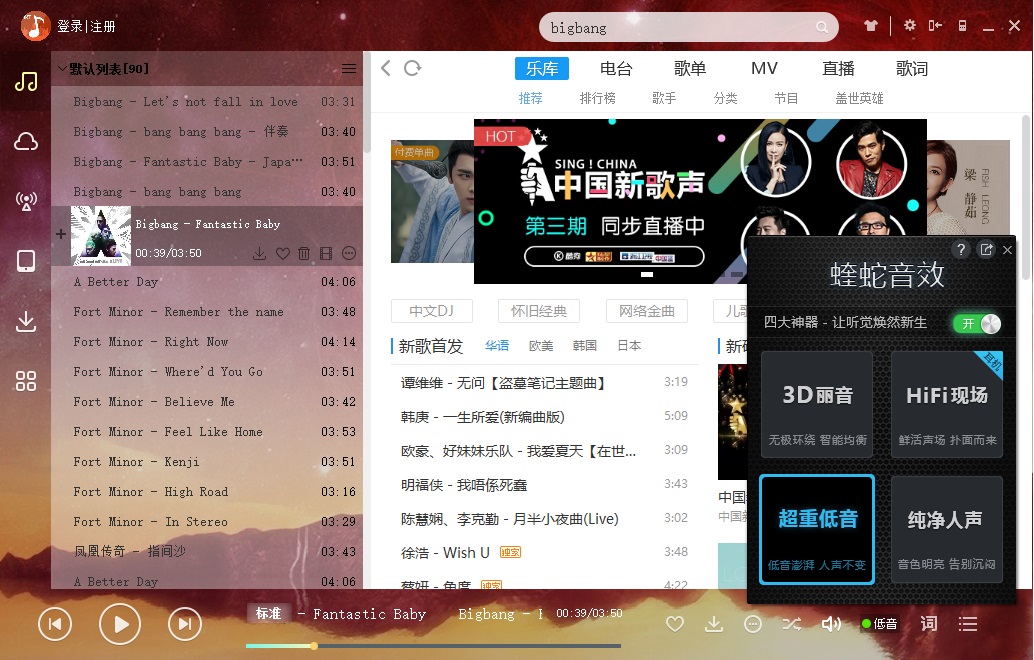 登录|注册
bigbang
默认列表[90]
Bigbang - Let's not fall in love 03:31
Bigbang - bang bang bang - 伴奏 03:40
Bigbang - Fantastic Baby - Japa… 03:51
Bigbang - bang bang bang 03:40
Bigbang - Fantastic Baby
00:39/03:50
A Better Day 04:06
Fort Minor - Remember the name 03:48
Fort Minor - Right Now 04:14
Fort Minor - Where'd You Go 03:51
Fort Minor - Believe Me 03:42
Fort Minor - Feel Like Home 03:53
Fort Minor - Kenji 03:51
Fort Minor - High Road 03:16
Fort Minor - In Stereo 03:29
凤凰传奇 - 指间沙 03:43
A Better Day 04:06
乐库 电台 歌单 MV 直播 歌词
推荐 排行榜 歌手 分类 节目 盖世英雄
付费单曲
HOT
SING!CHINA
中国新歌声
第三期 同步直播中
酷狗
梁静茹
FISH LEONG
中文DJ 怀旧经典 网络金曲 儿歌
新歌首发 华语 欧美 韩国 日本
谭维维 - 无问【盗墓笔记主题曲】 3:19
韩庚 - 一生所爱(新编曲版) 5:09
欧豪、好妹妹乐队 - 我爱夏天【在世... 3:09
明福侠 - 我唔係死蠢 3:43
陈慧娴、李克勤 - 月半小夜曲(Live) 3:02
徐浩 - Wish U 独家 3:48
4:22
中国
中国新
蝰蛇音效
四大神器 - 让听觉焕然新生 开
3D丽音
无极环绕 智能均衡
耳机
HiFi现场
鲜活声场 扑面而来
超重低音
低音澎湃 人声不变
纯净人声
音色明亮 告别沉闷
标准 - Fantastic Baby Bigbang - 00:39/03:50
低音 词